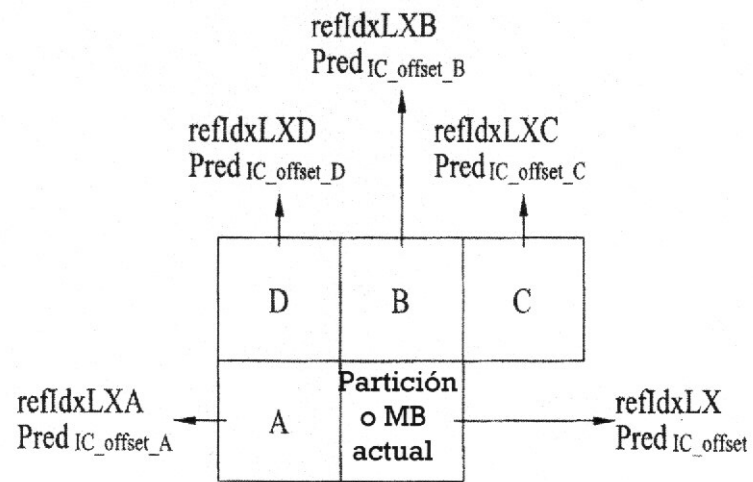 refIdxLXB
Pred IC_offset_B
refIdxLXD
Pred IC_offset_D
refIdxLXC
Pred IC_offset_C
D
B
C
refIdxLXA
Pred IC_offset_A
A
Partición
o MB
actual
refIdxLX
Pred IC_offset